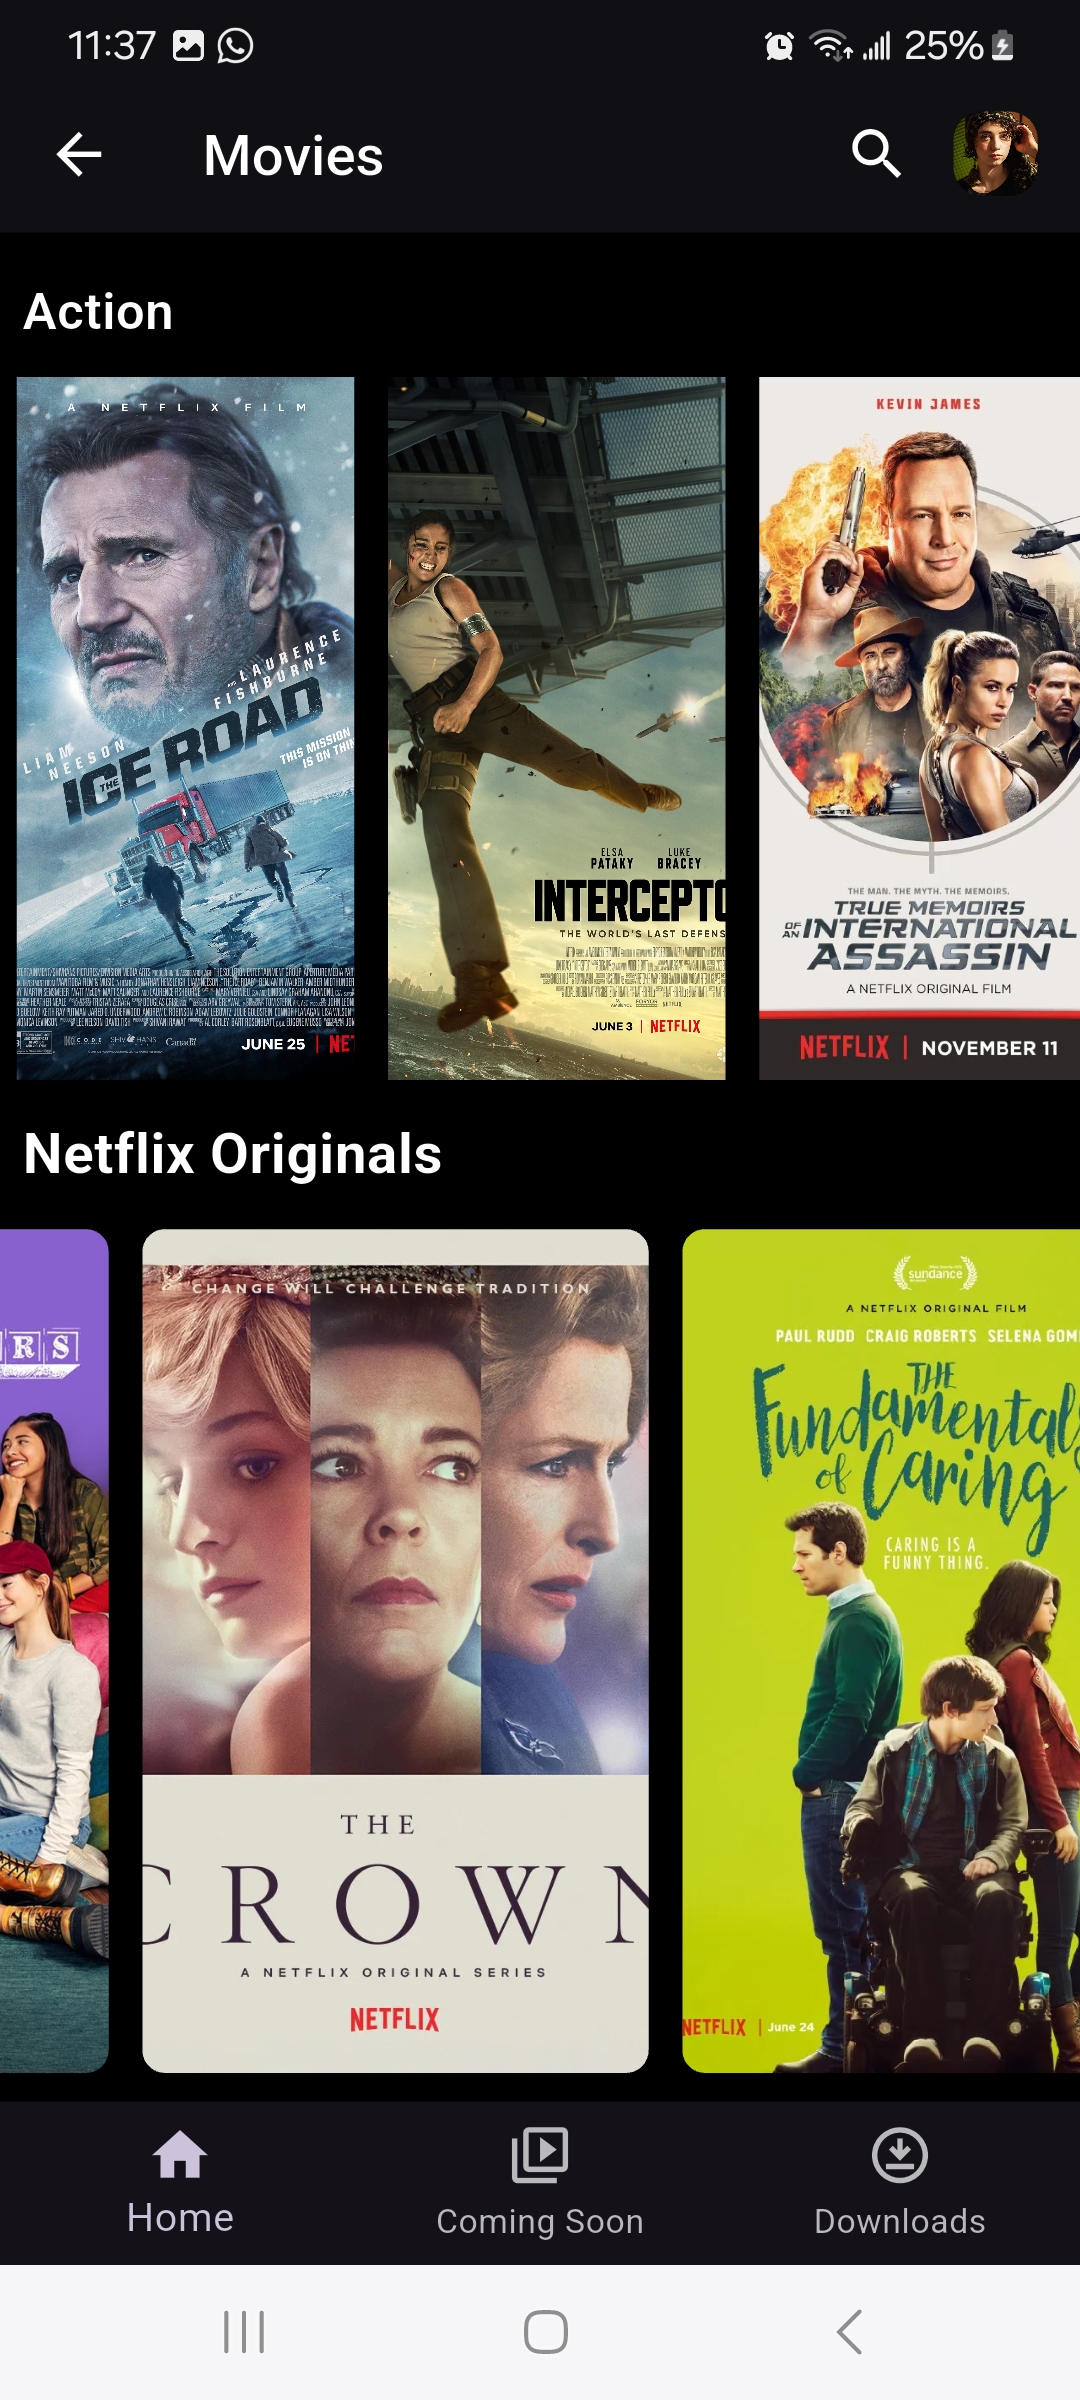 11:37
25%
Movies
Action
A NETFLIX FILM
LAURENCE
FISHBURNE
LIAM
NEESON
THE
ICE ROAD
THIS MISSION
IS ON THIN
JUNE 25 | NET
ELSA
PATAKY
LUKE
BRACEY
INTERCEPTO
THE WORLD'S LAST DEFENS
JUNE 3 | NETFLIX
KEVIN JAMES
THE MAN. THE MYTH. THE MEMOIRS.
TRUE MEMOIRS
OF AN INTERNATIONAL
ASSASSIN
A NETFLIX ORIGINAL FILM
NETFLIX | NOVEMBER 11
Netflix Originals
RS
CHANGE WILL CHALLENGE TRADITION
THE
CROWN
A NETFLIX ORIGINAL SERIES
NETFLIX
sundance
A NETFLIX ORIGINAL FILM
PAUL RUDD CRAIG ROBERTS SELENA GOM
THE
Fundamentals
of Caring
CARING IS A
FUNNY THING.
NETFLIX | June 24
Home
Coming Soon
Downloads